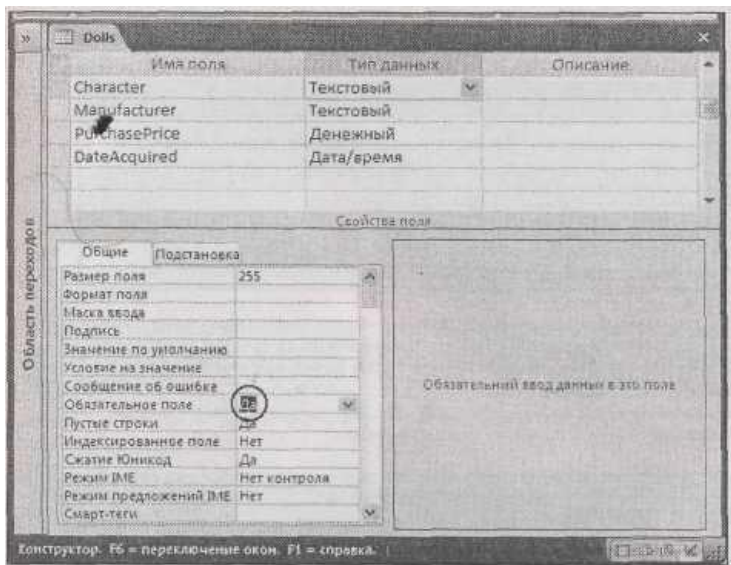 »
Dolls
×
Имя поля Тип данных Описание
Character Текстовый
Manufacturer Текстовый
PurchasePrice Денежный
DateAcquired Дата/время
Свойства поля
Область переходов
Общие Подстановка
Размер поля 255
Формат поля
Маска ввода
Подпись
Значение по умолчанию
Условие на значение
Сообщение об ошибке
Обязательное поле Да
Пустые строки Да
Индексированное поле Нет
Сжатие Юникод Да
Режим IME Нет контроля
Режим предложений IME Нет
Смарт-теги
Обязательный ввод данных в это поле
Конструктор. F6 = переключение окон. F1 = справка.